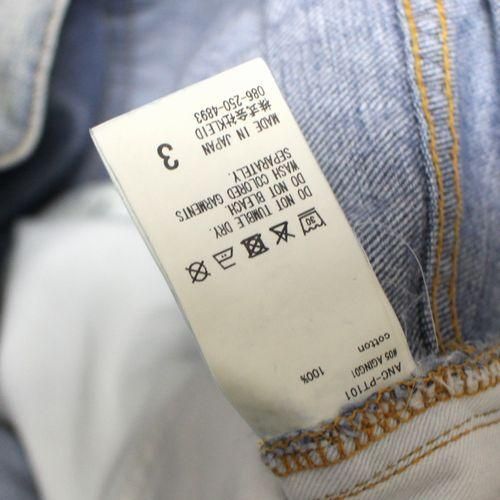 ANC-PT101
#05 AGING01
cotton
100%
30
DO NOT TUMBLE DRY.
DO NOT BLEACH.
WASH COLORED GARMENTS
SEPARATELY.
3
MADE IN JAPAN
株式会社KLEID
086-250-4893